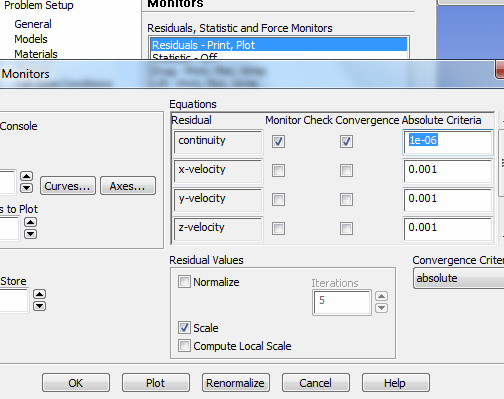 Problem Setup
Monitors
General
Models
Materials
Residuals, Statistic and Force Monitors
Residuals - Print, Plot
Statistic - Off
Monitors
Equations
Console
Residual Monitor Check Convergence Absolute Criteria
continuity 1e-06
x-velocity 0.001
Curves... Axes...
y-velocity 0.001
s to Plot
z-velocity 0.001
Residual Values
Convergence Criter
Store
Normalize
Iterations
absolute
5
Scale
Compute Local Scale
OK Plot Renormalize Cancel Help